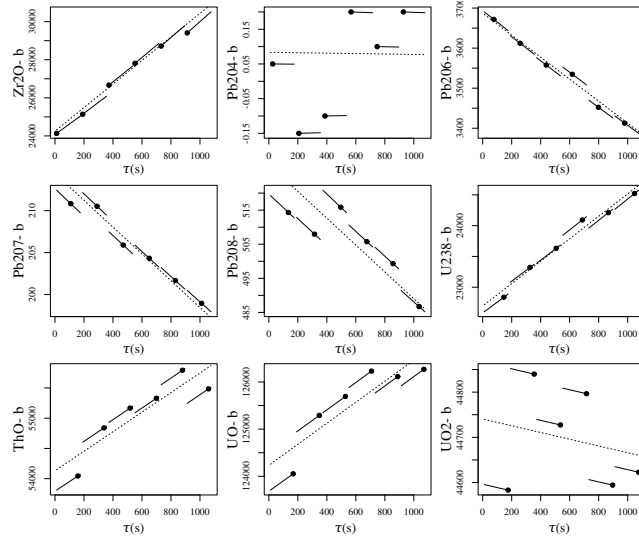 Zr2O- b
24000 26000 28000 30000
0 200 400 600 800 1000
τ(s)
Pb204- b
-0.15 -0.05 0.05 0.15
0 200 400 600 800 1000
τ(s)
Pb206- b
3400 3500 3600 3700
0 200 400 600 800 1000
τ(s)
Pb207- b
200 205 210
0 200 400 600 800 1000
τ(s)
Pb208- b
485 495 505 515
0 200 400 600 800 1000
τ(s)
U238- b
23000 24000
0 200 400 600 800 1000
τ(s)
ThO- b
54000 55000
0 200 400 600 800 1000
τ(s)
UO- b
124000 125000 126000
0 200 400 600 800 1000
τ(s)
UO2- b
444600 444700 444800
0 200 400 600 800 1000
τ(s)